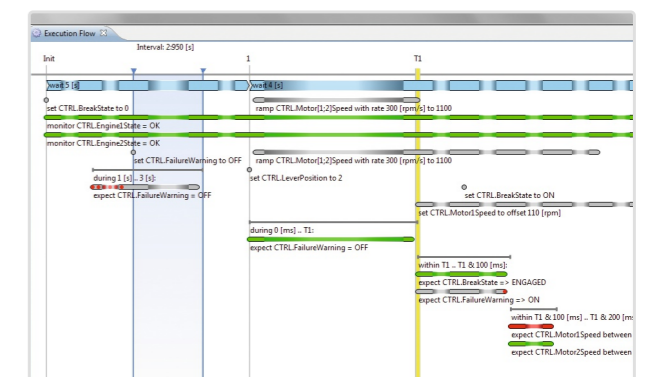 Execution Flow
Interval: 2:950 [s]
Init
1
T1
wait 5 [s]
wait 4 [s]
set CTRL.BreakState to 0
ramp CTRL.Motor[1;2]Speed with rate 300 [rpm/s] to 1100
monitor CTRL.Engine1State = OK
monitor CTRL.Engine2State = OK
set CTRL.FailureWarning to OFF
ramp CTRL.Motor[1;2]Speed with rate 300 [rpm/s] to 1100
during 1 [s] .. 3 [s]:
set CTRL.LeverPosition to 2
expect CTRL.FailureWarning = OFF
set CTRL.BreakState to ON
set CTRL.Motor1Speed to offset 110 [rpm]
during 0 [ms] .. T1:
expect CTRL.FailureWarning = OFF
within T1 .. T1 & 100 [ms]:
expect CTRL.BreakState => ENGAGED
expect CTRL.FailureWarning => ON
within T1 & 100 [ms] .. T1 & 200 [ms
expect CTRL.Motor1Speed between
expect CTRL.Motor2Speed between